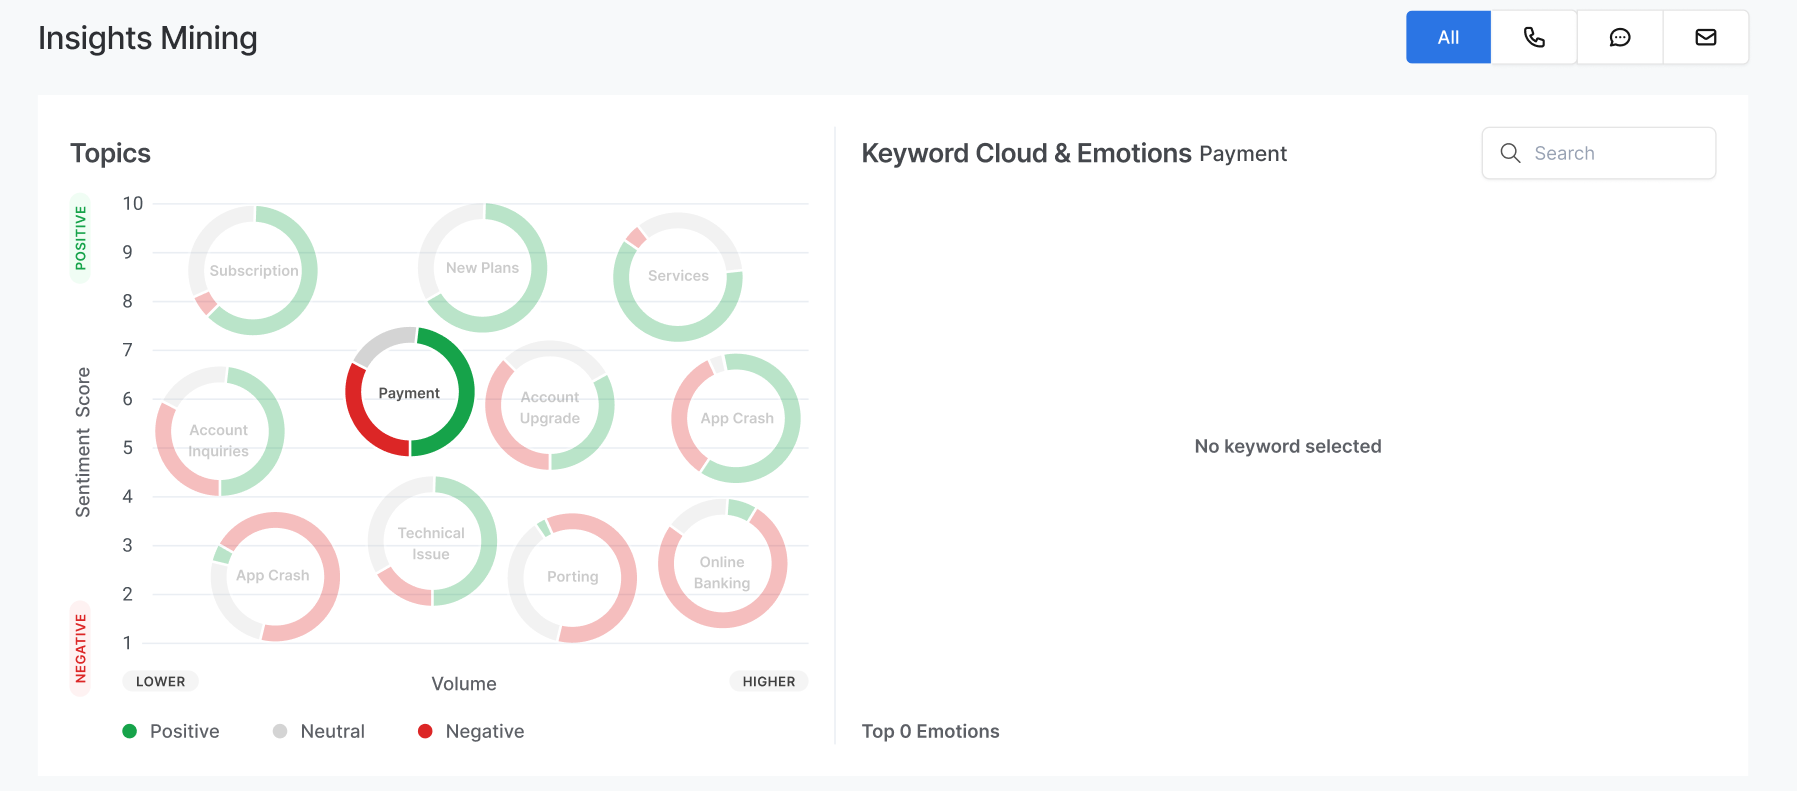 Insights Mining
All
Topics
Keyword Cloud & Emotions Payment
Search
POSITIVE
Sentiment Score
NEGATIVE
10
9
8
7
6
5
4
3
2
1
Subscription
New Plans
Services
Payment
Account
Upgrade
App Crash
Account
Inquiries
Technical
Issue
App Crash
Porting
Online
Banking
No keyword selected
LOWER
Volume
HIGHER
Positive
Neutral
Negative
Top 0 Emotions